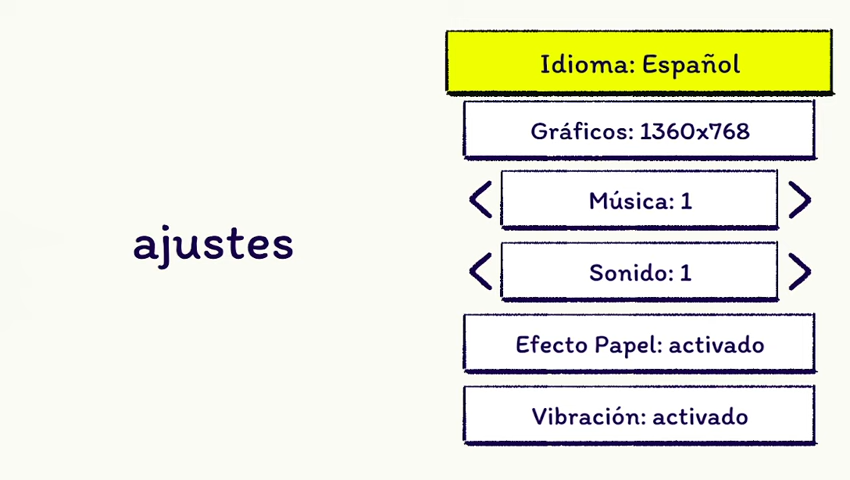 ajustes
Idioma: Español
Gráficos: 1360x768
Música: 1
Sonido: 1
Efecto Papel: activado
Vibración: activado